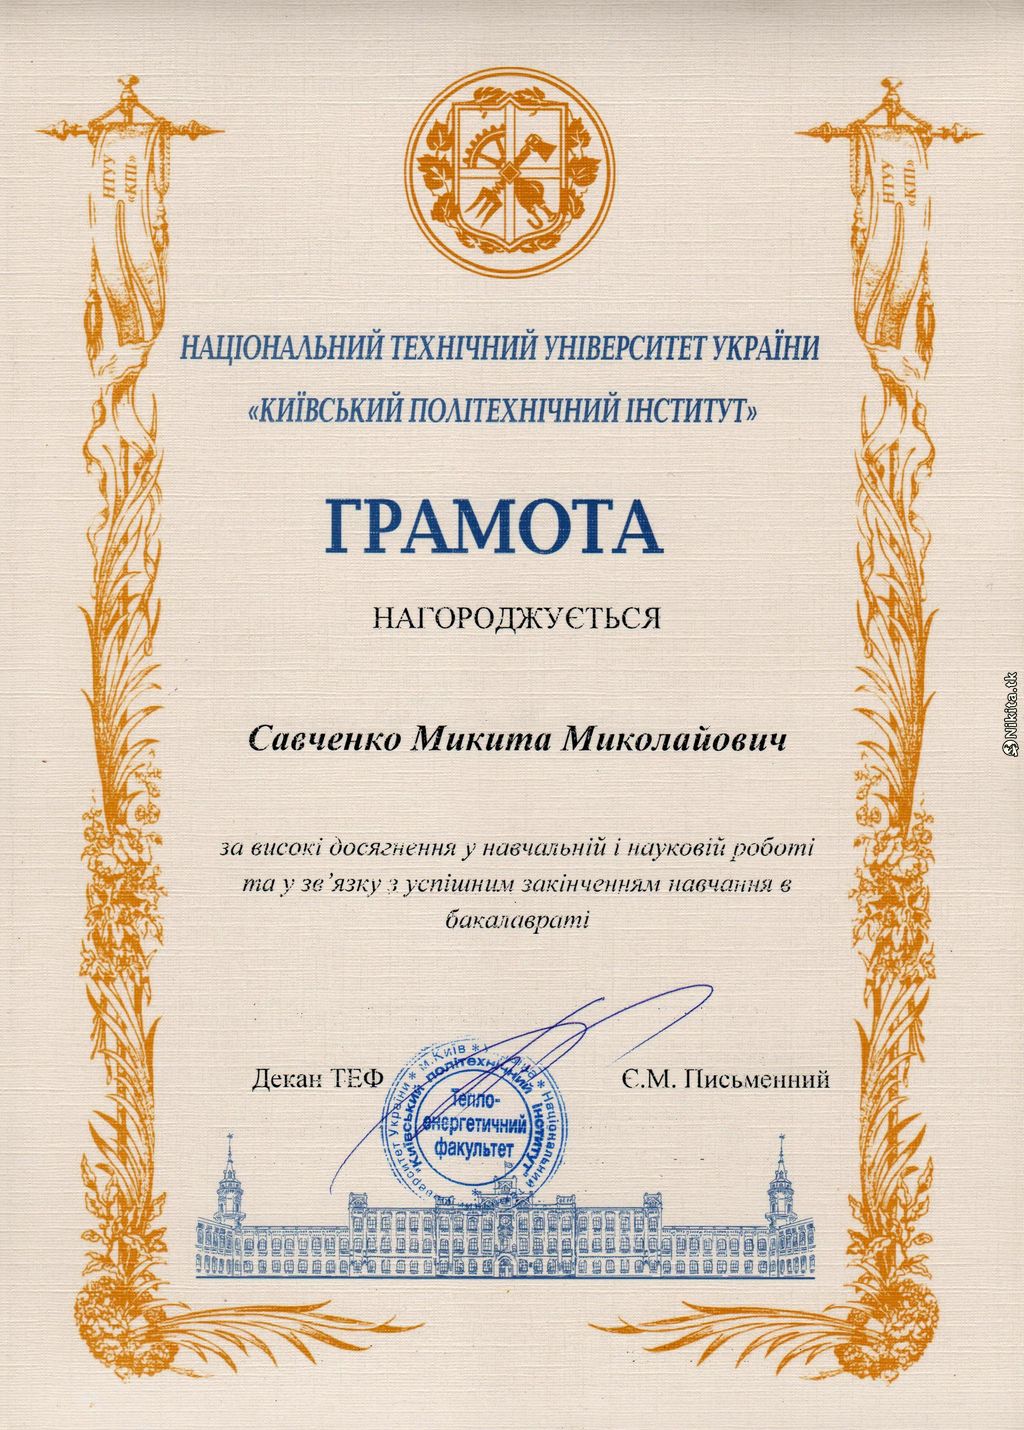 НТУУ
«КПІ»
НТУУ
«КПІ»
НАЦІОНАЛЬНИЙ ТЕХНІЧНИЙ УНІВЕРСИТЕТ УКРАЇНИ
«КИЇВСЬКИЙ ПОЛІТЕХНІЧНИЙ ІНСТИТУТ»
ГРАМОТА
НАГОРОДЖУЄТЬСЯ
Савченко Микита Миколайович
за високі досягнення у навчальній і науковій роботі
та у зв’язку з успішним закінченням навчання в
бакалавраті
Декан ТЕФ
Є.М. Письменний
м.Київ * Україна * Національний університет України *
"Київський політехнічний інститут"
Тепло-
енергетичний
факультет
Nikita.tk